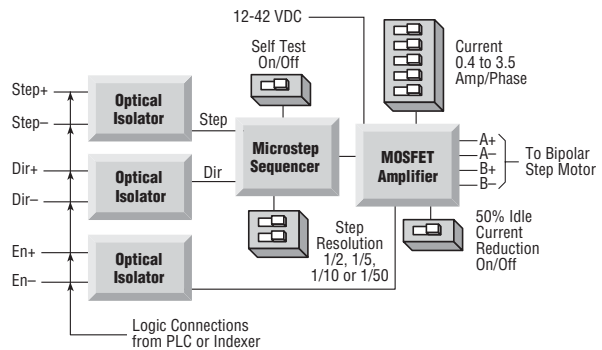 12-42 VDC
Self Test
On/Off
Current
0.4 to 3.5
Amp/Phase
Step+
Step–
Optical
Isolator
Step
Dir+
Dir–
Optical
Isolator
Dir
Microstep
Sequencer
MOSFET
Amplifier
A+
A–
B+
B–
To Bipolar
Step Motor
En+
En–
Optical
Isolator
Step
Resolution
1/2, 1/5,
1/10 or 1/50
50% Idle
Current
Reduction
On/Off
Logic Connections
from PLC or Indexer